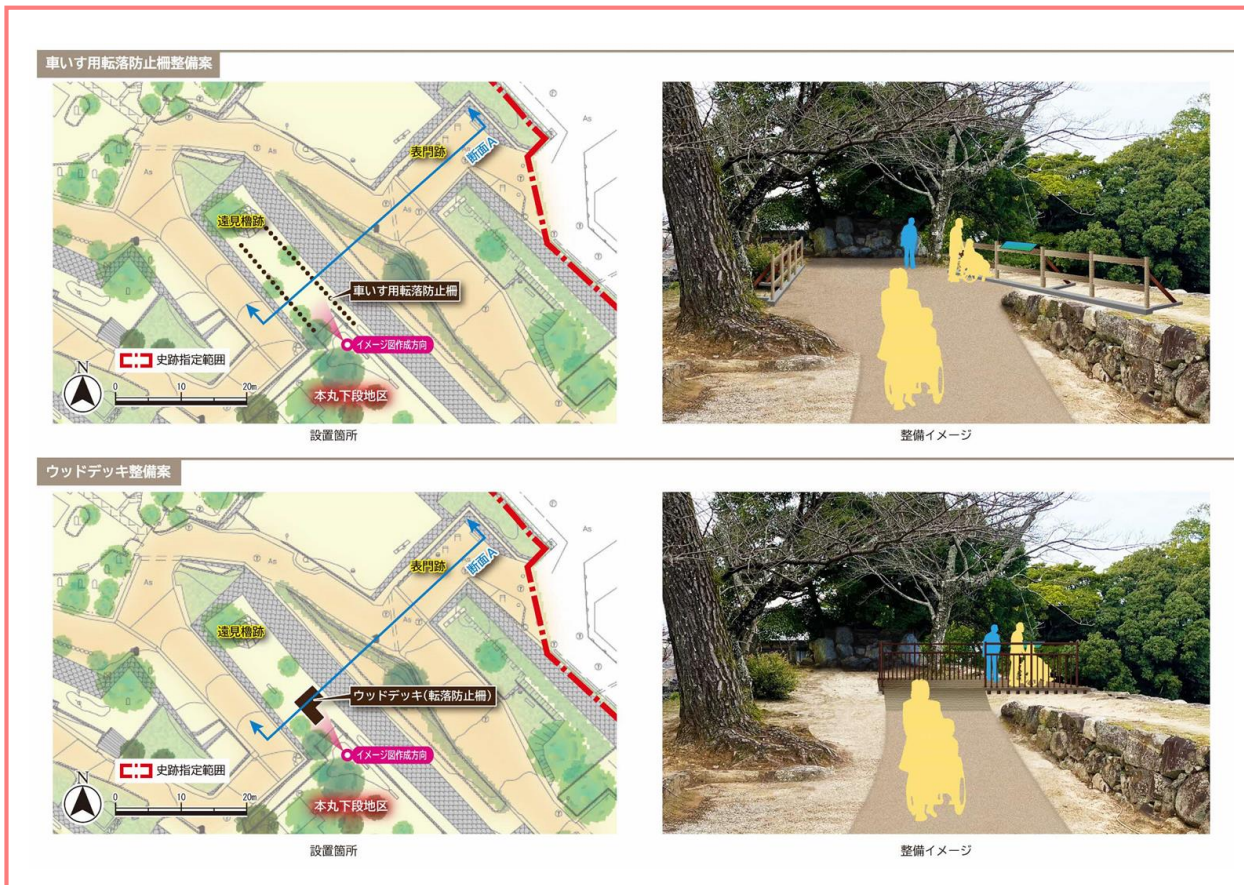 車いす用転落防止柵整備案
As
As
As
表門跡
断面A
遠見櫓跡
車いす用転落防止柵
イメージ図作成方向
史跡指定範囲
N
0 10 20m
本丸下段地区
設置箇所
整備イメージ
ウッドデッキ整備案
As
As
As
表門跡
断面A
遠見櫓跡
ウッドデッキ(転落防止柵)
イメージ図作成方向
史跡指定範囲
N
0 10 20m
本丸下段地区
設置箇所
整備イメージ